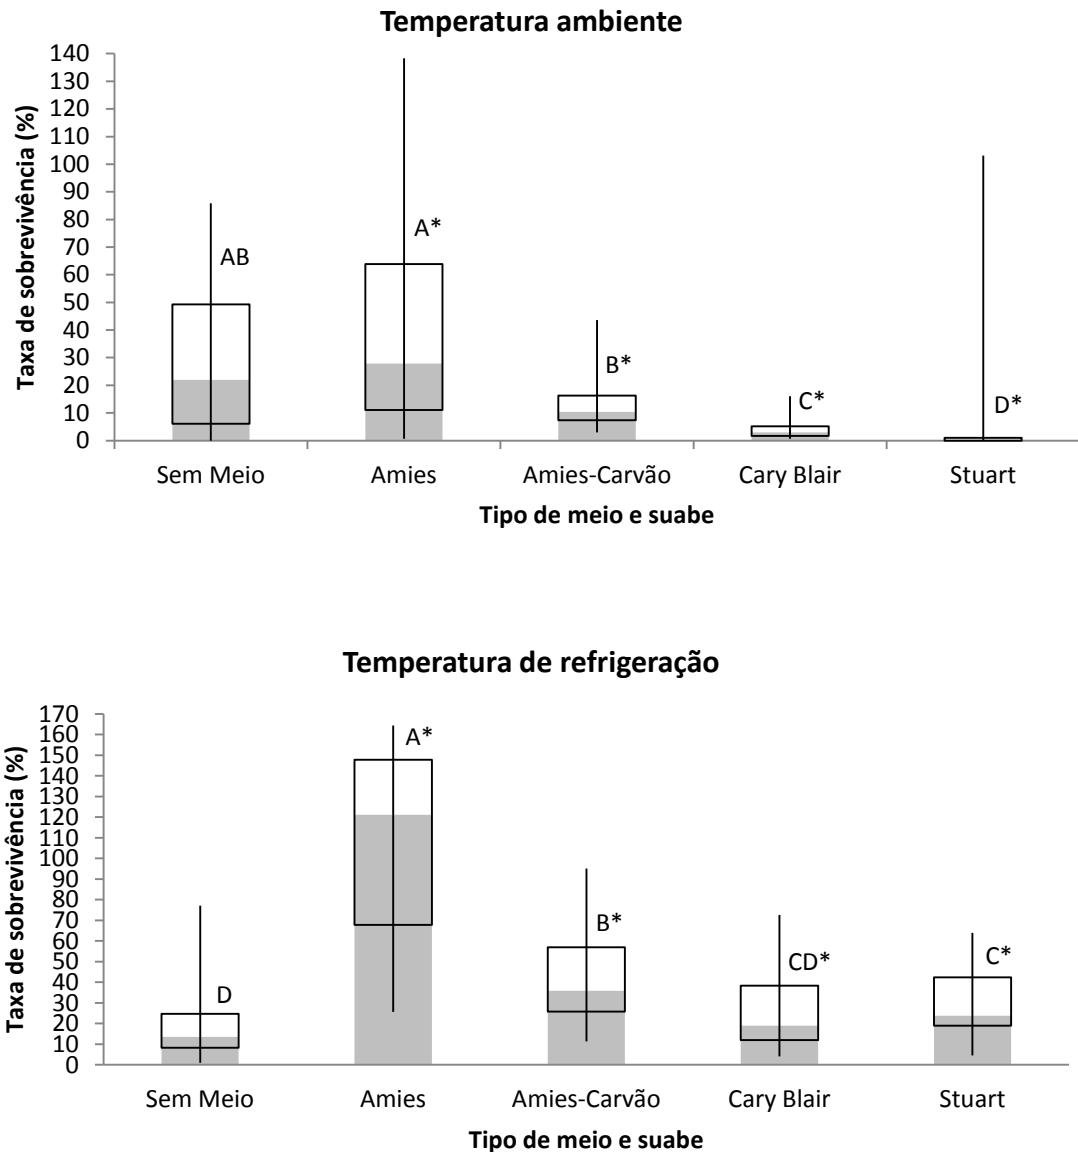 Temperatura ambiente
Taxa de sobrevivência (%)
140
130
120
110
100
90
80
70
60
50
40
30
20
10
0
AB
A*
B*
C*
D*
Sem Meio
Amies
Amies-Carvão
Cary Blair
Stuart
Tipo de meio e suabe
Temperatura de refrigeração
Taxa de sobrevivência (%)
170
160
150
140
130
120
110
100
90
80
70
60
50
40
30
20
10
0
D
A*
B*
CD*
C*
Sem Meio
Amies
Amies-Carvão
Cary Blair
Stuart
Tipo de meio e suabe